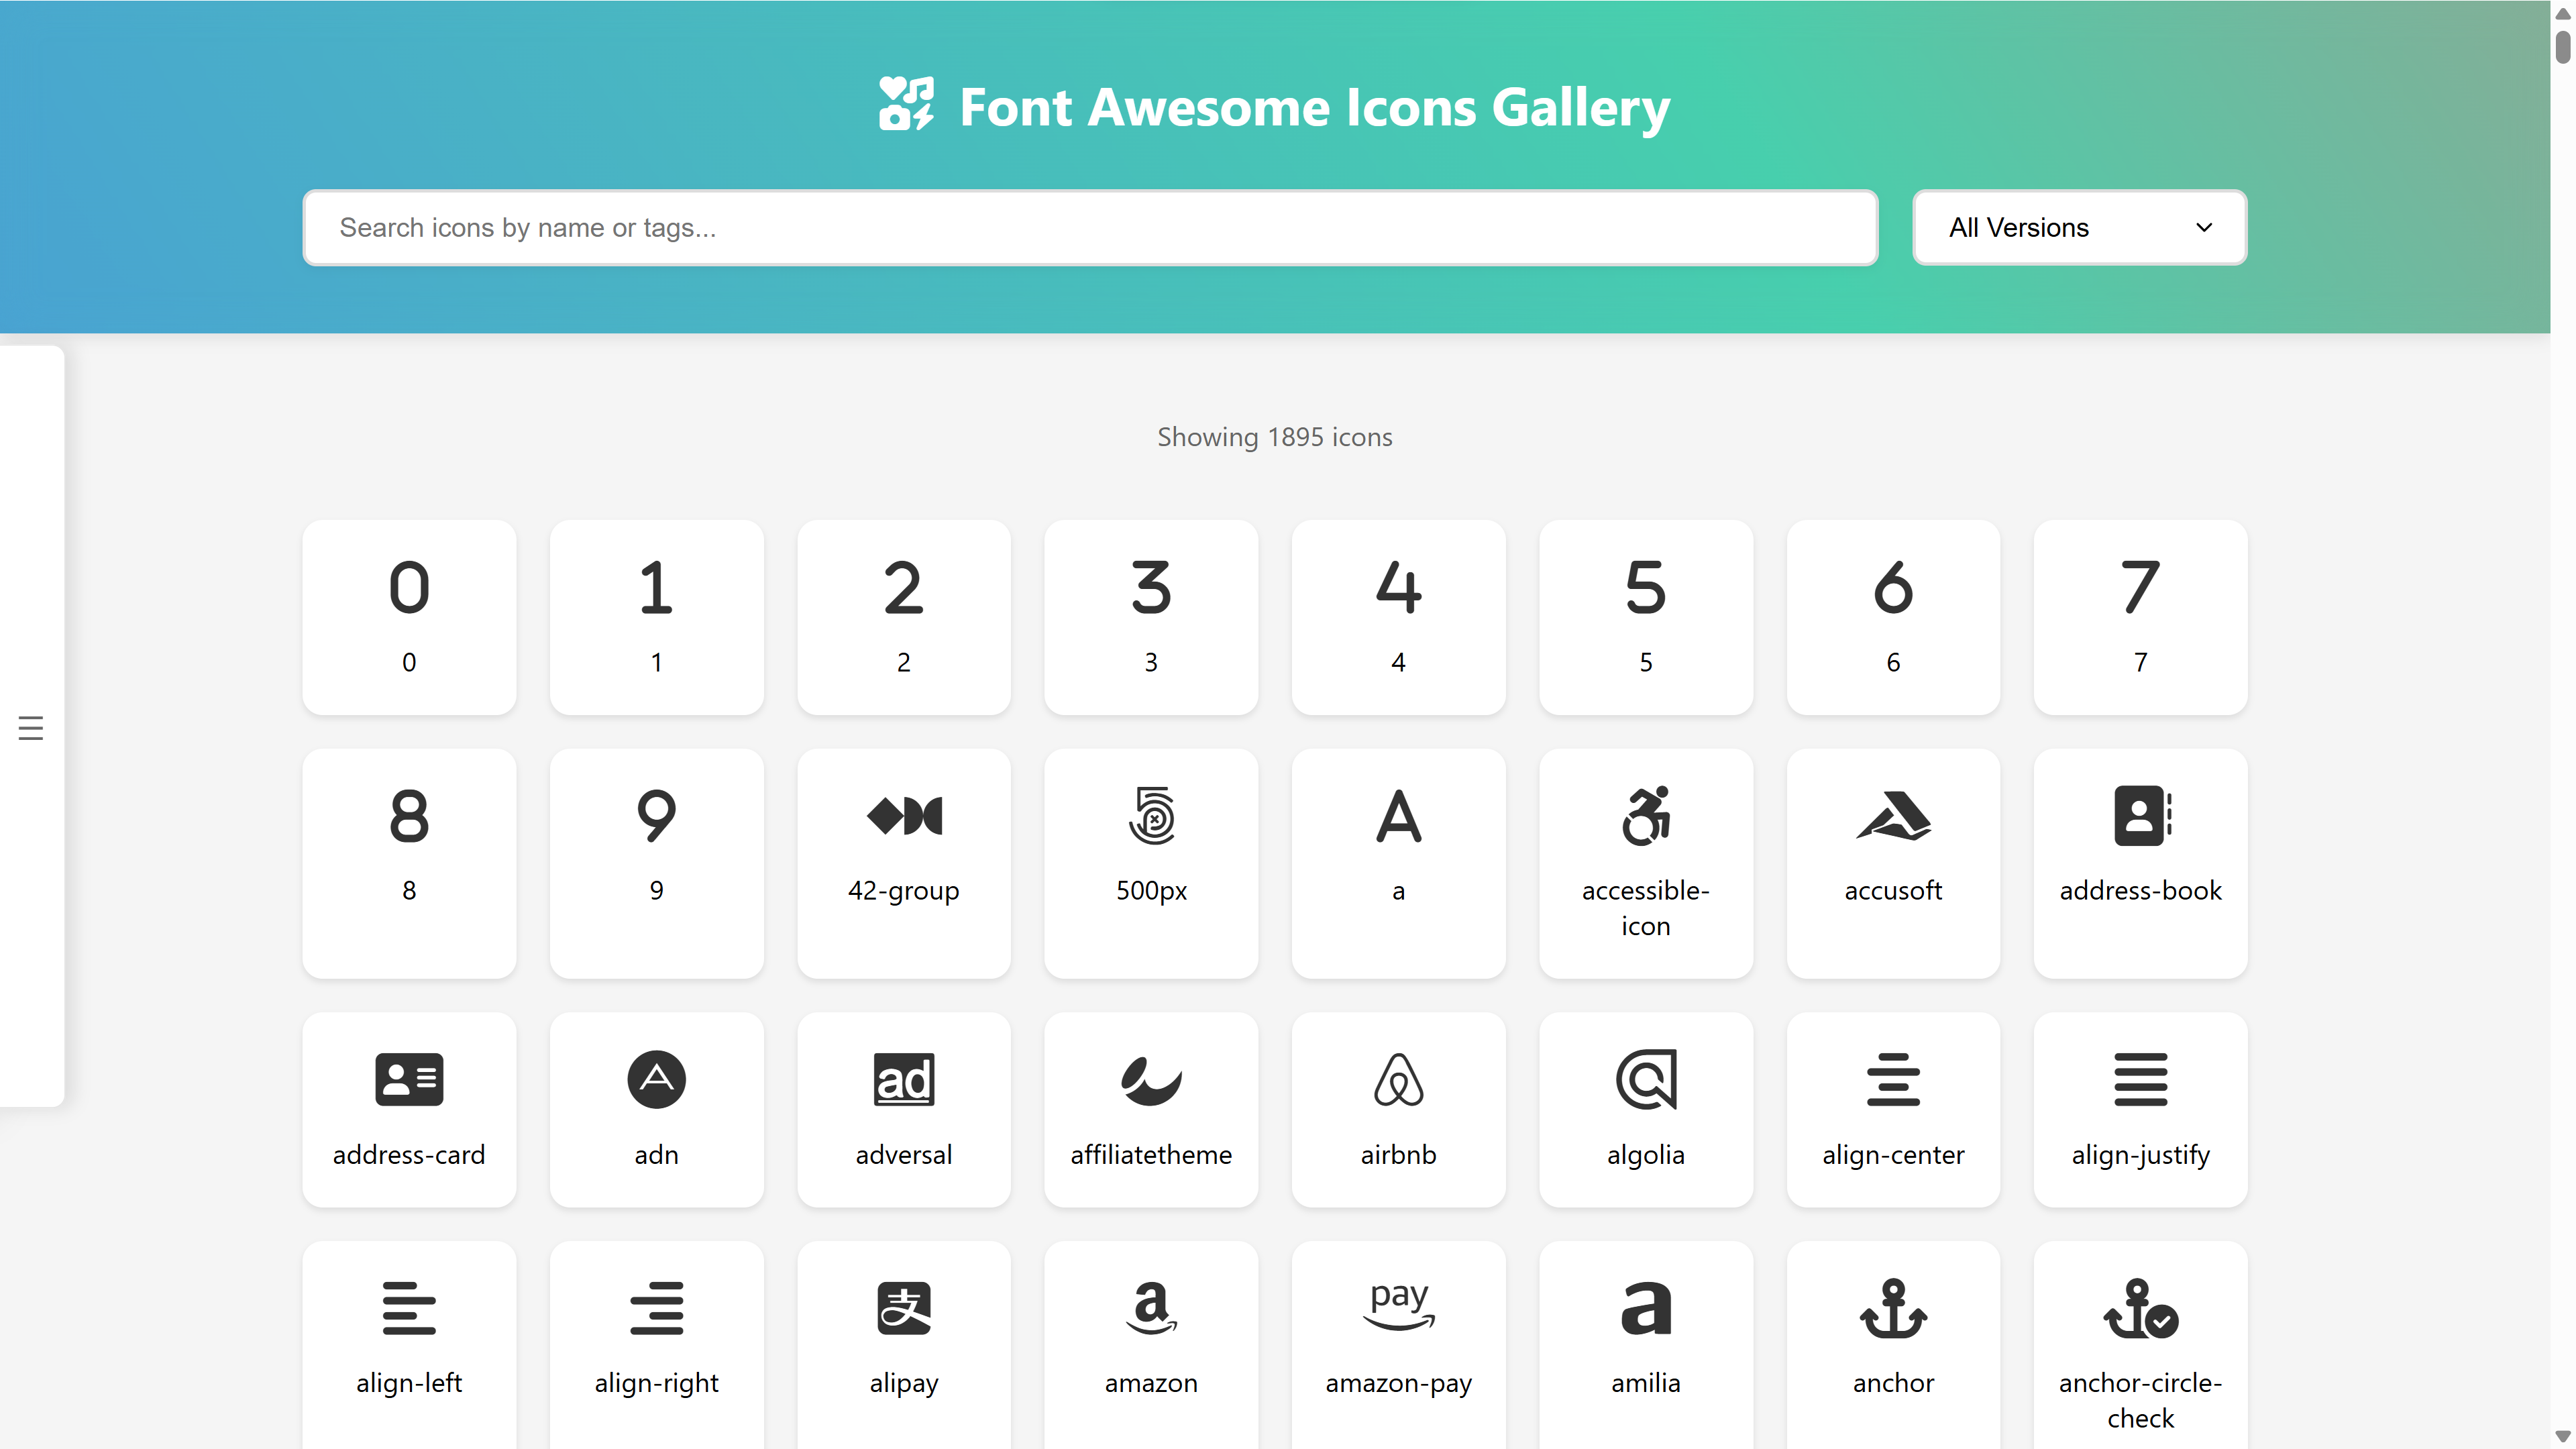 Font Awesome Icons Gallery
Search icons by name or tags...
All Versions
Showing 1895 icons
0 1 2 3 4 5 6 7
0 1 2 3 4 5 6 7
8 9 5 A
8 9 42-group 500px a accessible-icon accusoft address-book
A ad
address-card adn adversal affiliatetheme airbnb algolia align-center align-justify
支 a pay a
align-left align-right alipay amazon amazon-pay amilia anchor anchor-circle-check